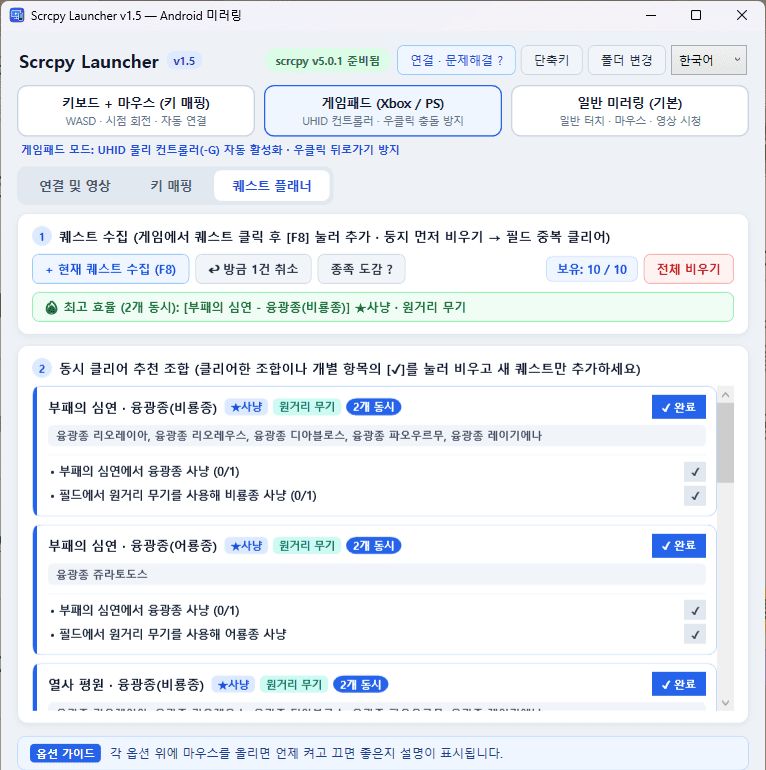 Scrcpy Launcher v1.5 — Android 미러링
Scrcpy Launcher v1.5 scrcpy v5.0.1 준비됨 연결 · 문제해결 ? 단축키 폴더 변경 한국어
키보드 + 마우스 (키 매핑) 게임패드 (Xbox / PS) 일반 미러링 (기본)
WASD · 시점 회전 · 자동 연결 UHID 컨트롤러 · 우클릭 충돌 방지 일반 터치 · 마우스 · 영상 시청
게임패드 모드: UHID 물리 컨트롤러(-G) 자동 활성화 · 우클릭 뒤로가기 방지
연결 및 영상 키 매핑 퀘스트 플래너
1 퀘스트 수집 (게임에서 퀘스트 클릭 후 [F8] 눌러 추가 · 둥지 먼저 비우기 → 필드 중복 클리어)
+ 현재 퀘스트 수집 (F8) ↩ 방금 1건 취소 종족 도감 ? 보유: 10 / 10 전체 비우기
🔥 최고 효율 (2개 동시): [부패의 심연 - 융광종(비룡종)] ★사냥 · 원거리 무기
2 동시 클리어 추천 조합 (클리어한 조합이나 개별 항목의 [✓]를 눌러 비우고 새 퀘스트만 추가하세요)
부패의 심연 · 융광종(비룡종) ★사냥 원거리 무기 2개 동시 ✓ 완료
융광종 리오레이아, 융광종 리오레우스, 융광종 디아블로스, 융광종 파오우르무, 융광종 레이기에나
• 부패의 심연에서 융광종 사냥 (0/1) ✓
• 필드에서 원거리 무기를 사용해 비룡종 사냥 (0/1) ✓
부패의 심연 · 융광종(어룡종) ★사냥 원거리 무기 2개 동시 ✓ 완료
융광종 쥬라토도스
• 부패의 심연에서 융광종 사냥 (0/1) ✓
• 필드에서 원거리 무기를 사용해 어룡종 사냥 ✓
열사 평원 · 융광종(비룡종) ★사냥 원거리 무기 2개 동시 ✓ 완료
옵션 가이드 각 옵션 위에 마우스를 올리면 언제 켜고 끄면 좋은지 설명이 표시됩니다.